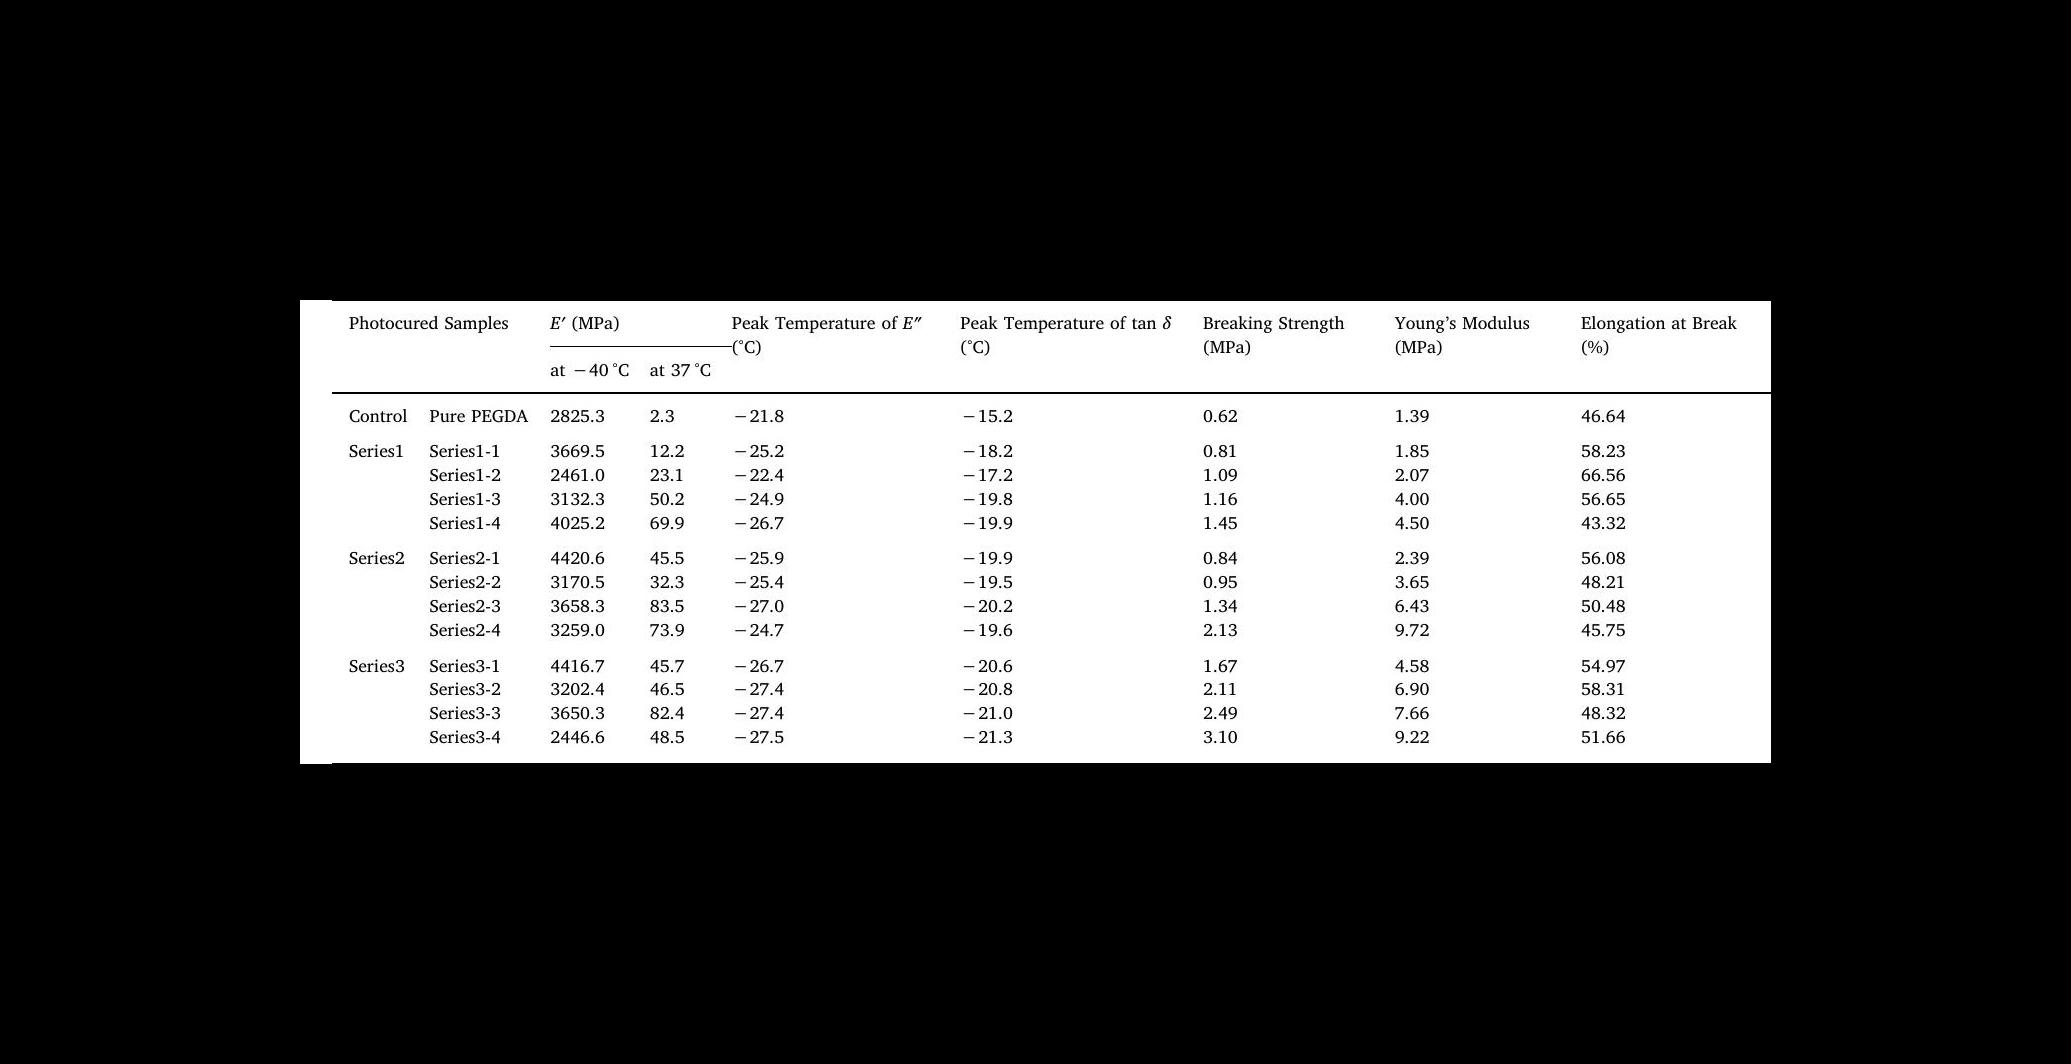 Photocured Samples E′ (MPa) Peak Temperature of E″ Peak Temperature of tan δ Breaking Strength Young's Modulus Elongation at Break
(°C) (°C) (MPa) (MPa) (%)
at −40 °C at 37 °C
Control Pure PEGDA 2825.3 2.3 −21.8 −15.2 0.62 1.39 46.64
Series1 Series1-1 3669.5 12.2 −25.2 −18.2 0.81 1.85 58.23
Series1-2 2461.0 23.1 −22.4 −17.2 1.09 2.07 66.56
Series1-3 3132.3 50.2 −24.9 −19.8 1.16 4.00 56.65
Series1-4 4025.2 69.9 −26.7 −19.9 1.45 4.50 43.32
Series2 Series2-1 4420.6 45.5 −25.9 −19.9 0.84 2.39 56.08
Series2-2 3170.5 32.3 −25.4 −19.5 0.95 3.65 48.21
Series2-3 3658.3 83.5 −27.0 −20.2 1.34 6.43 50.48
Series2-4 3259.0 73.9 −24.7 −19.6 2.13 9.72 45.75
Series3 Series3-1 4416.7 45.7 −26.7 −20.6 1.67 4.58 54.97
Series3-2 3202.4 46.5 −27.4 −20.8 2.11 6.90 58.31
Series3-3 3650.3 82.4 −27.4 −21.0 2.49 7.66 48.32
Series3-4 2446.6 48.5 −27.5 −21.3 3.10 9.22 51.66